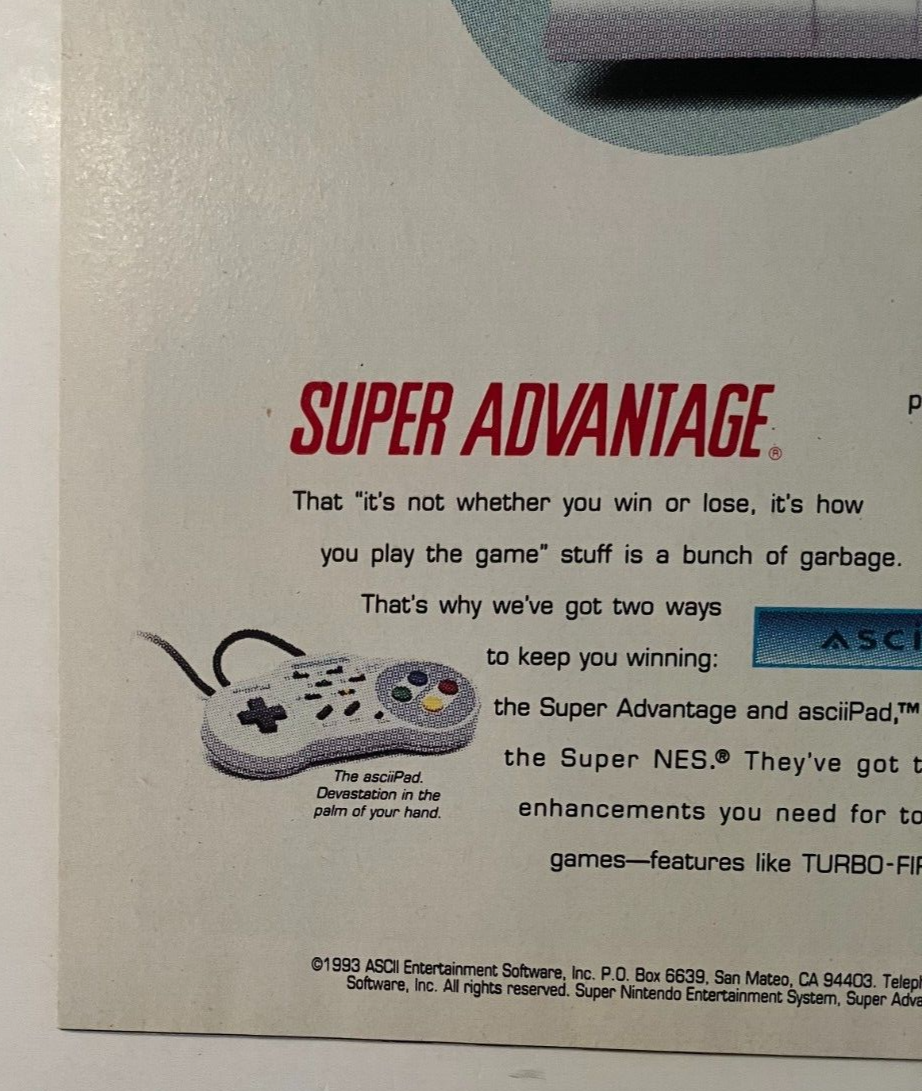 SUPER ADVANTAGE®
That "it's not whether you win or lose, it's how
you play the game" stuff is a bunch of garbage.
That's why we've got two ways
to keep you winning:
the Super Advantage and asciiPad,™
the Super NES.® They've got
enhancements you need for
games—features like
The asciiPad.
Devastation in the
palm of your hand.
©1993 ASCII Entertainment Software, Inc. P.O. Box 6639, San Mateo, CA 94403.
Software, Inc. All rights reserved. Super Nintendo Entertainment System, Super